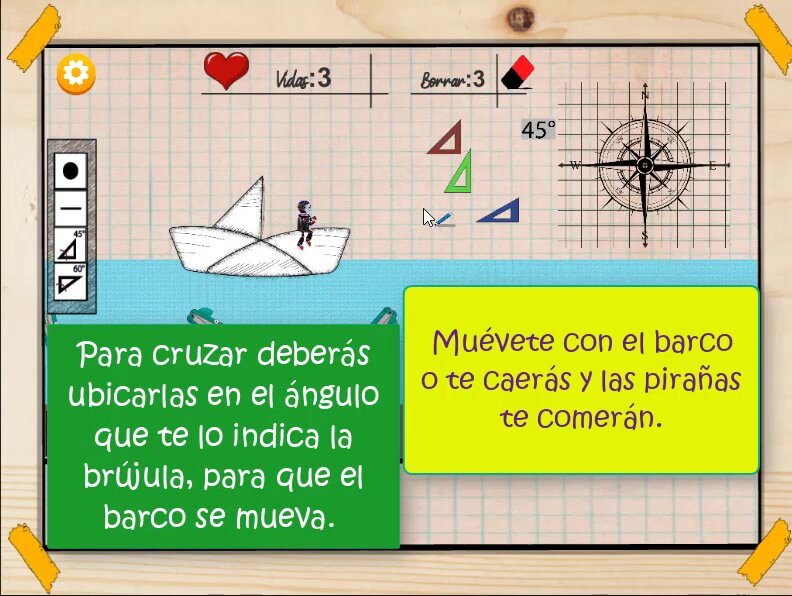 Vidas:3
Borrar:3
45°
N
W
E
S
45°
60°
Para cruzar deberás
ubicarlas en el ángulo
que te lo indica la
brújula, para que el
barco se mueva.
Muévete con el barco
o te caerás y las pirañas
te comerán.